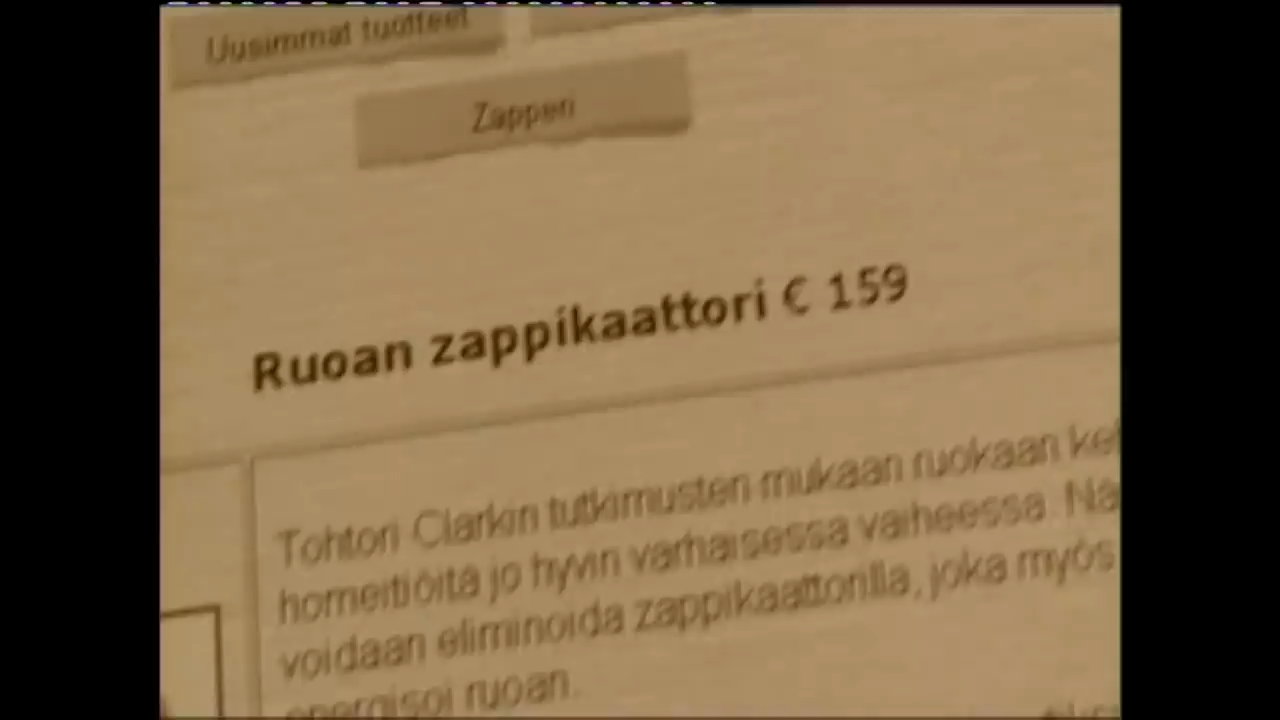 Uusimmat tuotteet
Zapperi
Ruoan zappikaattori € 159
Tohtori Clarkin tutkimusten mukaan ruokaan
homeitiöitä jo hyvin varhaisessa vaiheessa.
voidaan eliminoida zappikaattorilla, joka myös
energisoi ruoan.